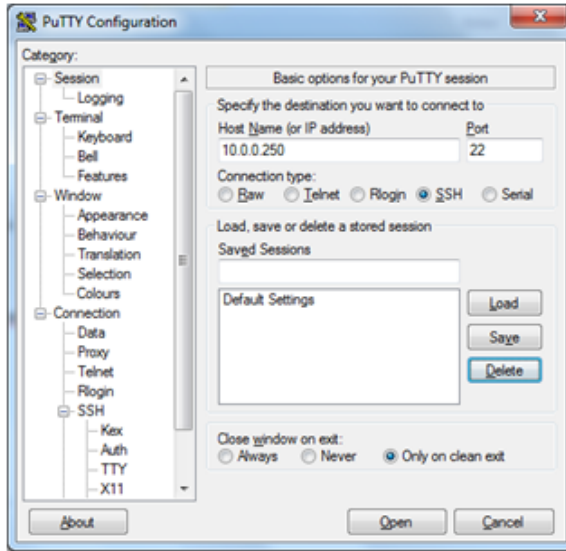 PuTTY Configuration
Category:
Session
Logging
Terminal
Keyboard
Bell
Features
Window
Appearance
Behaviour
Translation
Selection
Colours
Connection
Data
Proxy
Telnet
Rlogin
SSH
Kex
Auth
TTY
X11
Basic options for your PuTTY session
Specify the destination you want to connect to
Host Name (or IP address) Port
10.0.0.250 22
Connection type:
Raw Telnet Rlogin SSH Serial
Load, save or delete a stored session
Saved Sessions
Default Settings
Load
Save
Delete
Close window on exit:
Always Never Only on clean exit
About Open Cancel